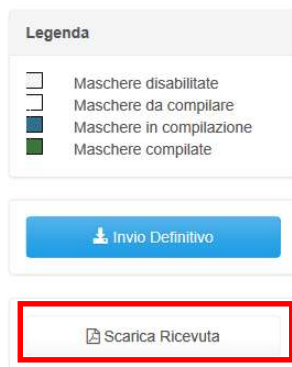 Legenda
Maschere disabilitate
Maschere da compilare
Maschere in compilazione
Maschere compilate
Invio Definitivo
Scarica Ricevuta